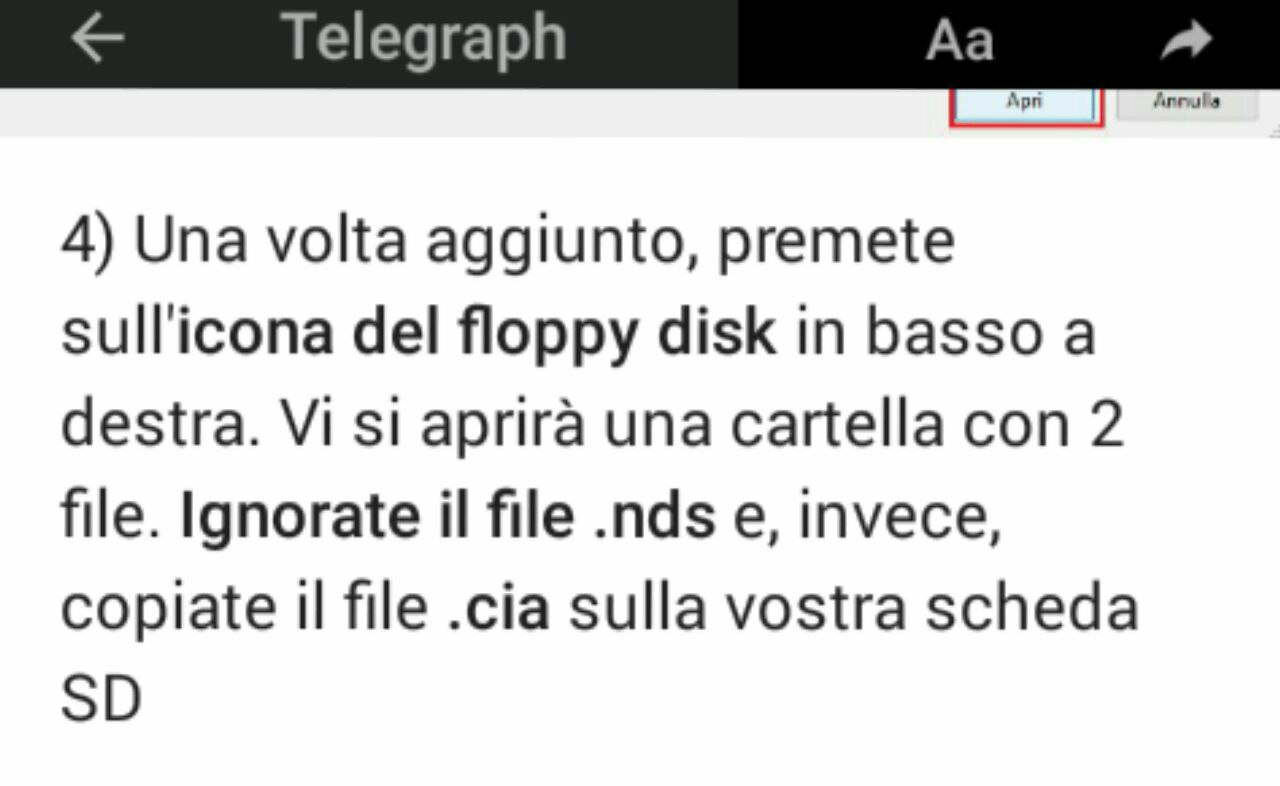 Telegraph Aa
Apri Annulla
4) Una volta aggiunto, premete
sull'icona del floppy disk in basso a
destra. Vi si aprirà una cartella con 2
file. Ignorate il file .nds e, invece,
copiate il file .cia sulla vostra scheda
SD